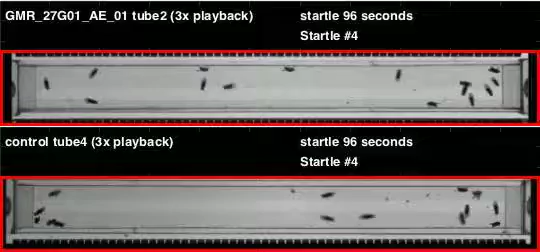 GMR_27G01_AE_01 tube2 (3x playback)
startle 96 seconds
Startle #4
control tube4 (3x playback)
startle 96 seconds
Startle #4